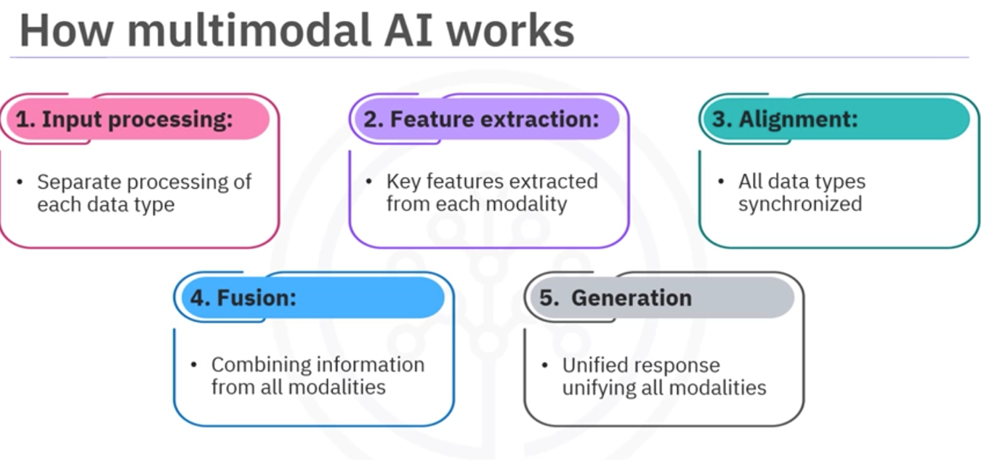 How multimodal AI works
1. Input processing:
• Separate processing of
each data type
2. Feature extraction:
• Key features extracted
from each modality
3. Alignment:
• All data types
synchronized
4. Fusion:
• Combining information
from all modalities
5. Generation
• Unified response
unifying all modalities